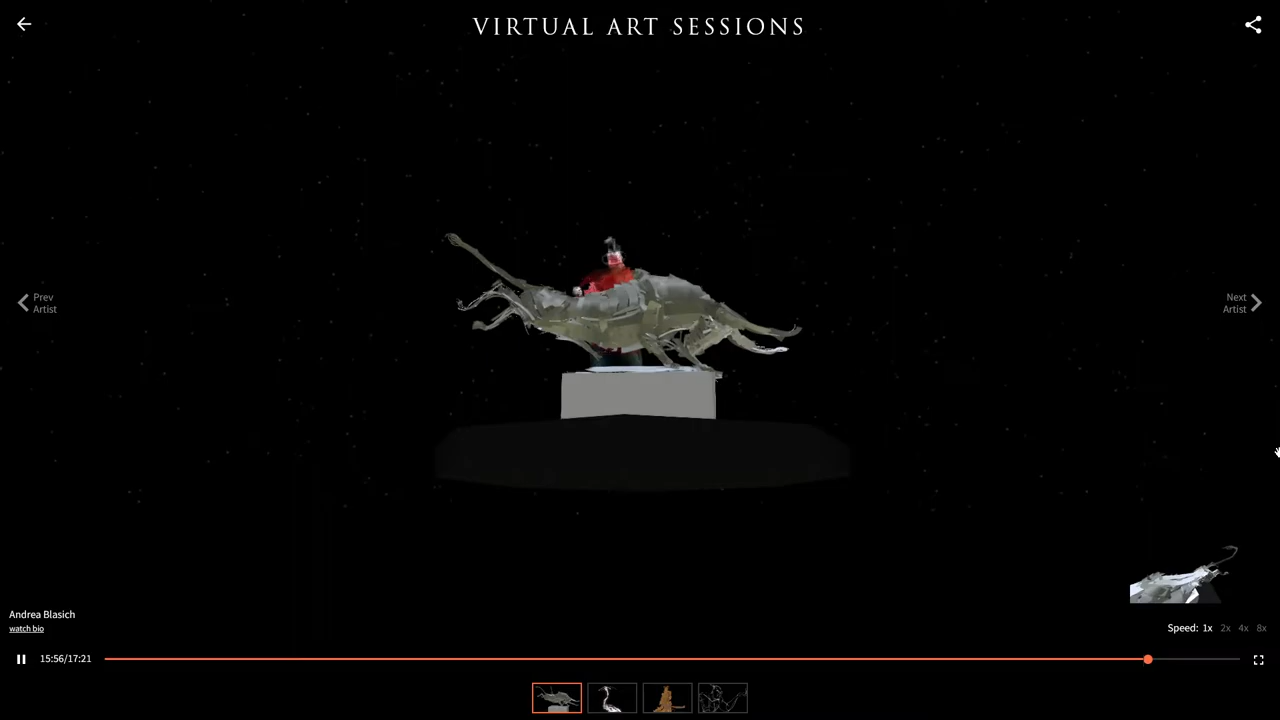 VIRTUAL ART SESSIONS
Prev
Artist
Next
Artist
Andrea Blasich
watch bio
Speed: 1x 2x 4x 8x
15:56/17:21